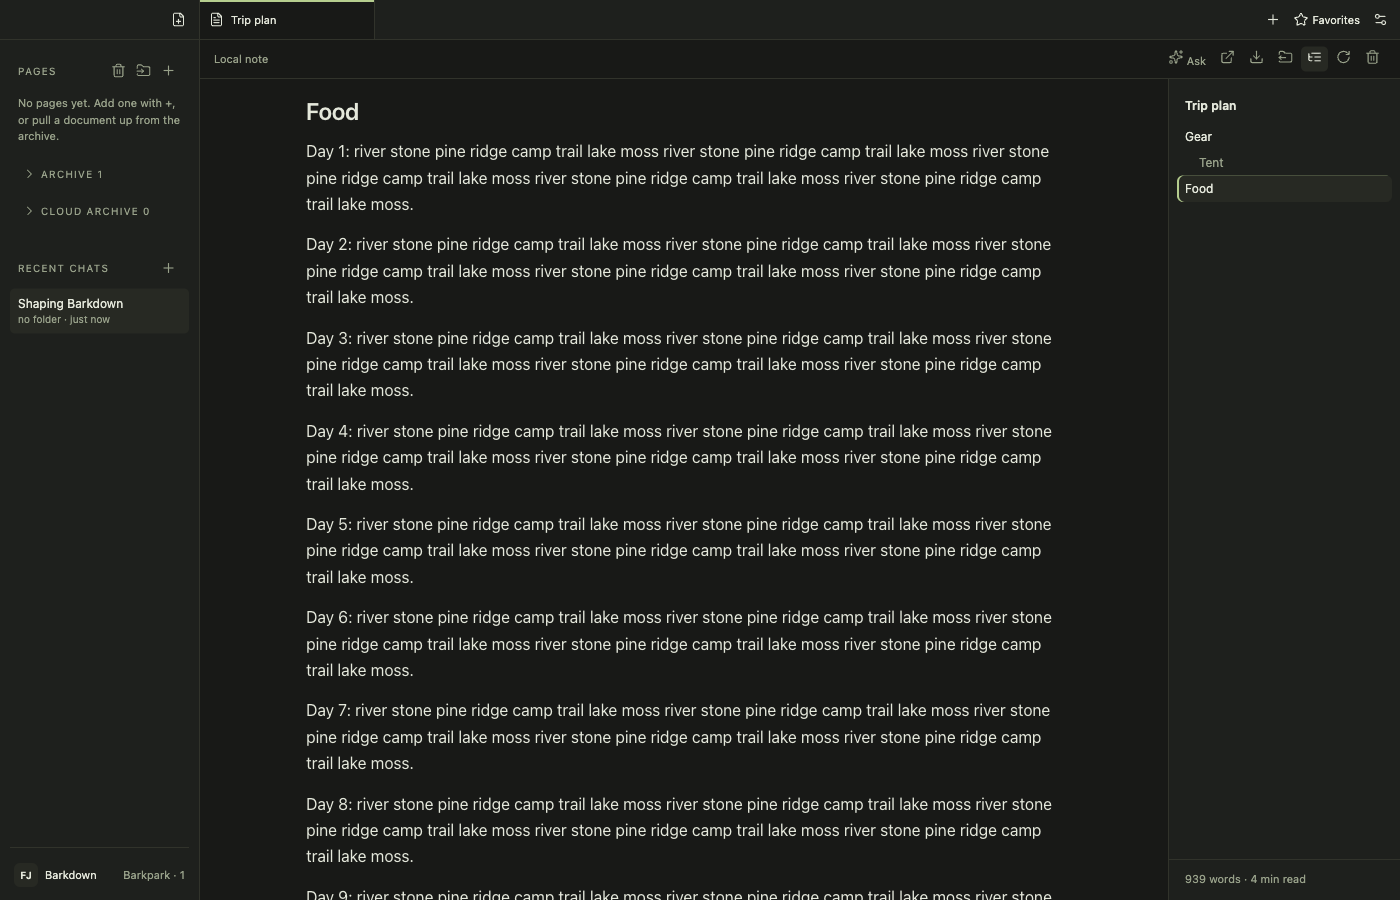 Trip plan
Favorites
PAGES
No pages yet. Add one with +,
or pull a document up from the
archive.
ARCHIVE 1
CLOUD ARCHIVE 0
RECENT CHATS
Shaping Barkdown
no folder · just now
FJ Barkdown Barkpark · 1
Local note
Ask
Food
Day 1: river stone pine ridge camp trail lake moss river stone pine ridge camp trail lake moss river stone
pine ridge camp trail lake moss river stone pine ridge camp trail lake moss river stone pine ridge camp
trail lake moss.
Day 2: river stone pine ridge camp trail lake moss river stone pine ridge camp trail lake moss river stone
pine ridge camp trail lake moss river stone pine ridge camp trail lake moss river stone pine ridge camp
trail lake moss.
Day 3: river stone pine ridge camp trail lake moss river stone pine ridge camp trail lake moss river stone
pine ridge camp trail lake moss river stone pine ridge camp trail lake moss river stone pine ridge camp
trail lake moss.
Day 4: river stone pine ridge camp trail lake moss river stone pine ridge camp trail lake moss river stone
pine ridge camp trail lake moss river stone pine ridge camp trail lake moss river stone pine ridge camp
trail lake moss.
Day 5: river stone pine ridge camp trail lake moss river stone pine ridge camp trail lake moss river stone
pine ridge camp trail lake moss river stone pine ridge camp trail lake moss river stone pine ridge camp
trail lake moss.
Day 6: river stone pine ridge camp trail lake moss river stone pine ridge camp trail lake moss river stone
pine ridge camp trail lake moss river stone pine ridge camp trail lake moss river stone pine ridge camp
trail lake moss.
Day 7: river stone pine ridge camp trail lake moss river stone pine ridge camp trail lake moss river stone
pine ridge camp trail lake moss river stone pine ridge camp trail lake moss river stone pine ridge camp
trail lake moss.
Day 8: river stone pine ridge camp trail lake moss river stone pine ridge camp trail lake moss river stone
pine ridge camp trail lake moss river stone pine ridge camp trail lake moss river stone pine ridge camp
trail lake moss.
Day 9: river stone pine ridge camp trail lake moss river stone pine ridge camp trail lake moss river stone
Trip plan
Gear
Tent
Food
939 words · 4 min read